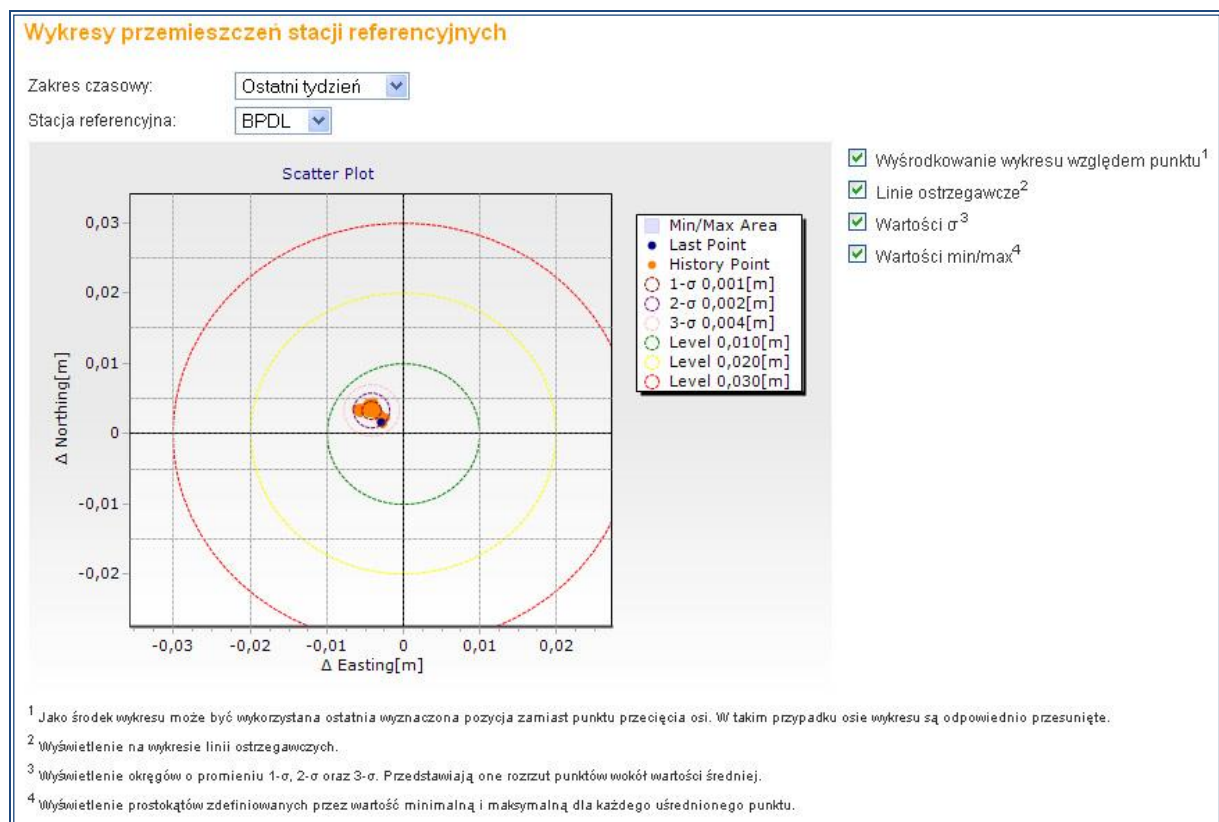 Wykresy przemieszczeń stacji referencyjnych
Zakres czasowy: Ostatni tydzień
Stacja referencyjna: BPDL
Scatter Plot
0,03
0,02
0,01
0
-0,01
-0,02
Δ Northing[m]
-0,03 -0,02 -0,01 0 0,01 0,02
Δ Easting[m]
Min/Max Area
Last Point
History Point
1-σ 0,001[m]
2-σ 0,002[m]
3-σ 0,004[m]
Level 0,010[m]
Level 0,020[m]
Level 0,030[m]
Wyśrodkowanie wykresu względem punktu¹
Linie ostrzegawcze²
Wartości σ³
Wartości min/max⁴
¹ Jako środek wykresu może być wykorzystana ostatnia wyznaczona pozycja zamiast punktu przecięcia osi. W takim przypadku osie wykresu są odpowiednio przesunięte.
² Wyświetlenie na wykresie linii ostrzegawczych.
³ Wyświetlenie okręgów o promieniu 1-σ, 2-σ oraz 3-σ. Przedstawiają one rozrzut punktów wokół wartości średniej.
⁴ Wyświetlenie prostokątów zdefiniowanych przez wartość minimalną i maksymalną dla każdego uśrednionego punktu.